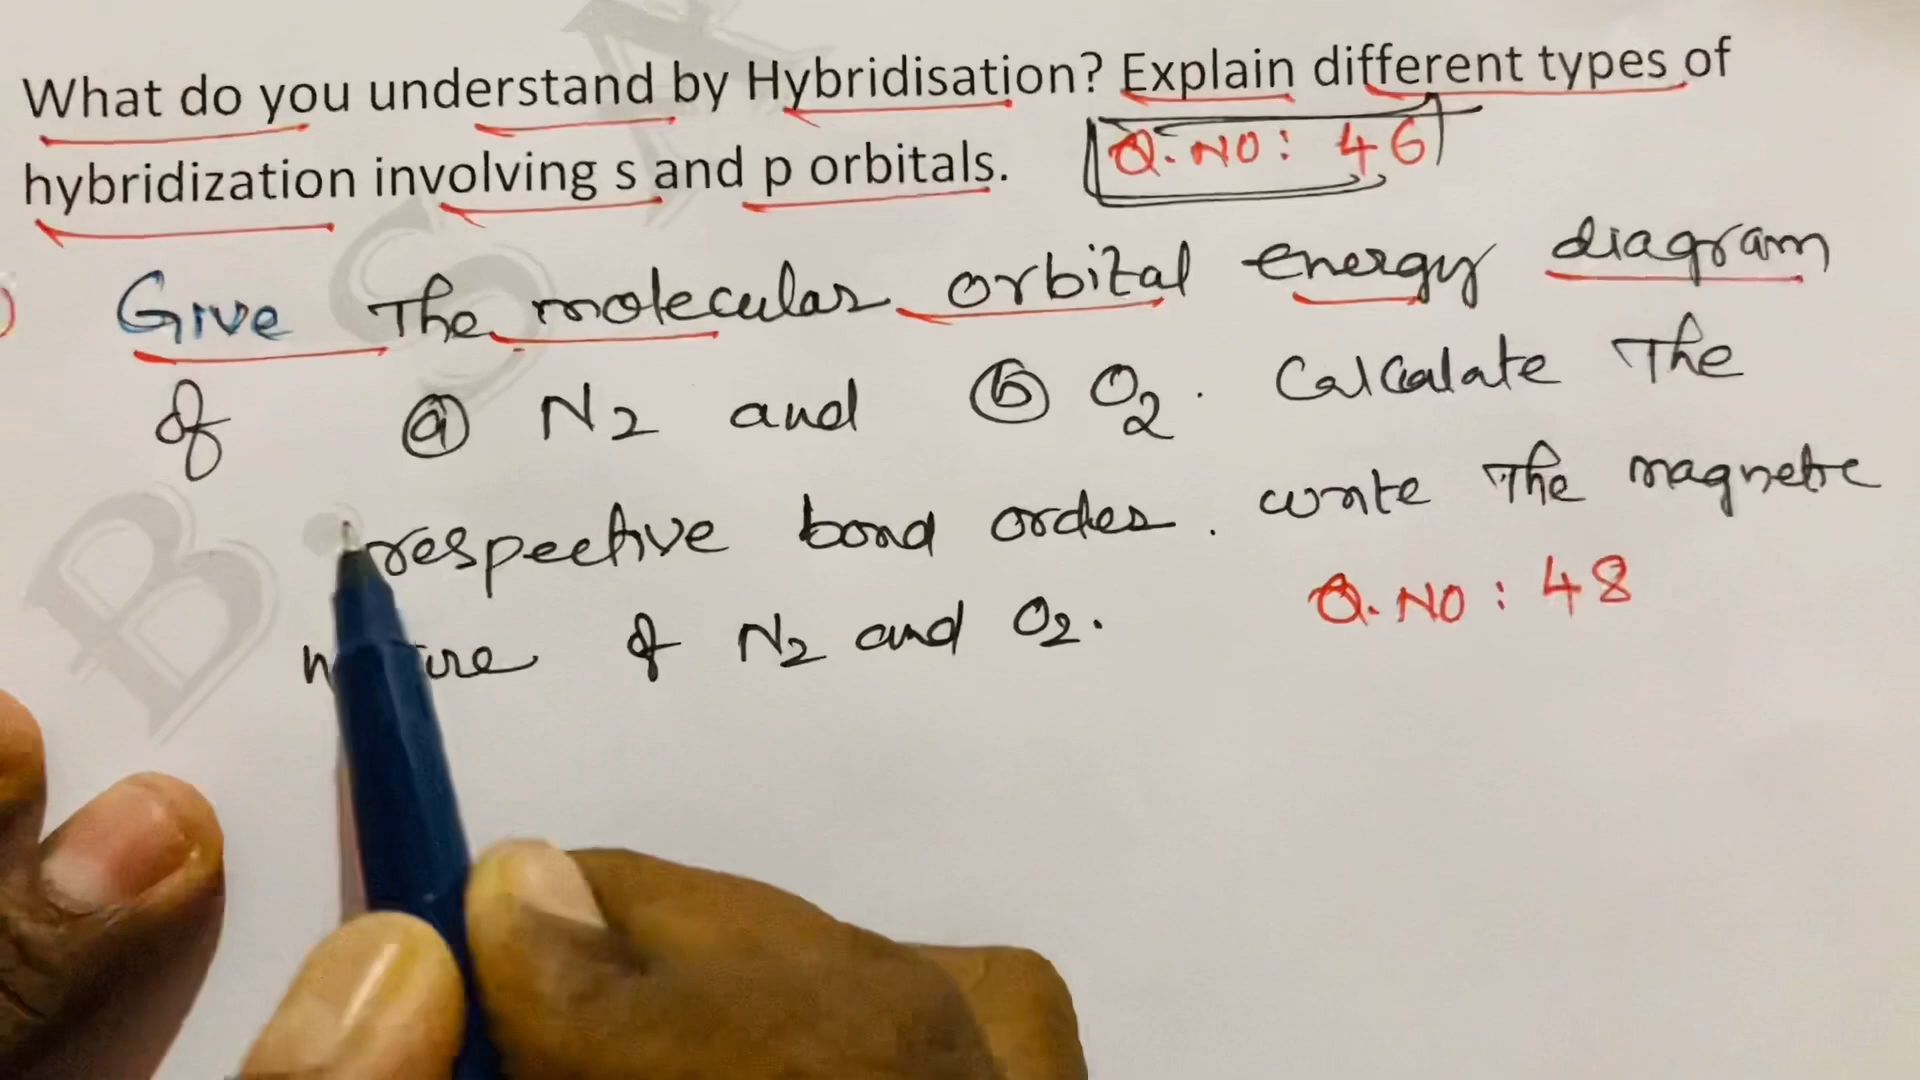 What do you understand by Hybridisation? Explain different types of
hybridization involving s and p orbitals. Q.NO: 46
Give The molecular orbital energy diagram
of ⓐ N2 and ⓑ O2. Calculate The
respective bond order. write The magnetic
of N2 and O2. Q.NO: 48
B S R